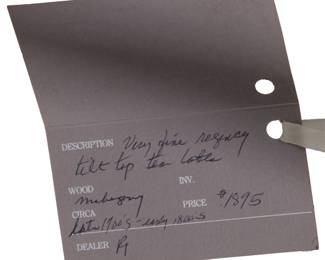 DESCRIPTION Very fine regency
tilt top tea table
WOOD mahogany INV.
CIRCA PRICE $1895
late 1700's - early 1800's
DEALER